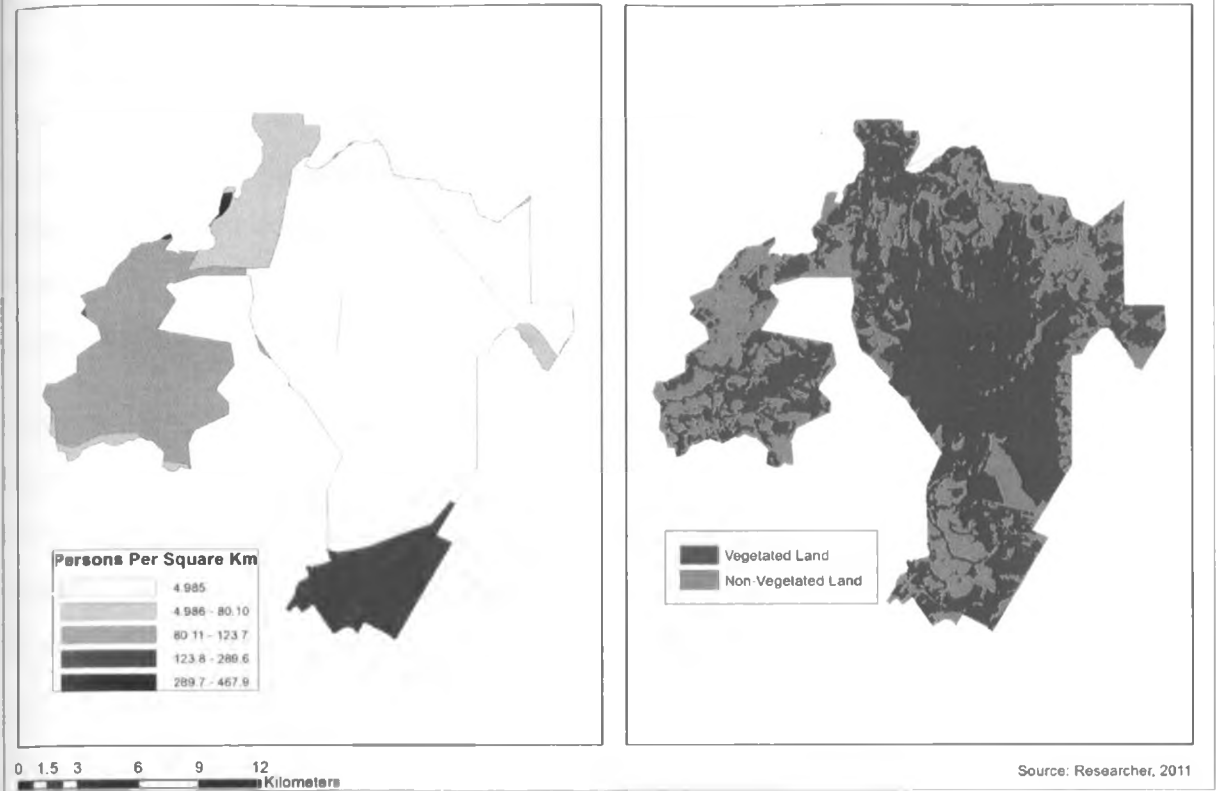 Persons Per Square Km
4.985
4.986 - 80.10
80.11 - 123.7
123.8 - 289.6
289.7 - 467.9
Vegetated Land
Non-Vegetated Land
0 1.5 3 6 9 12
Kilometers
Source: Researcher, 2011